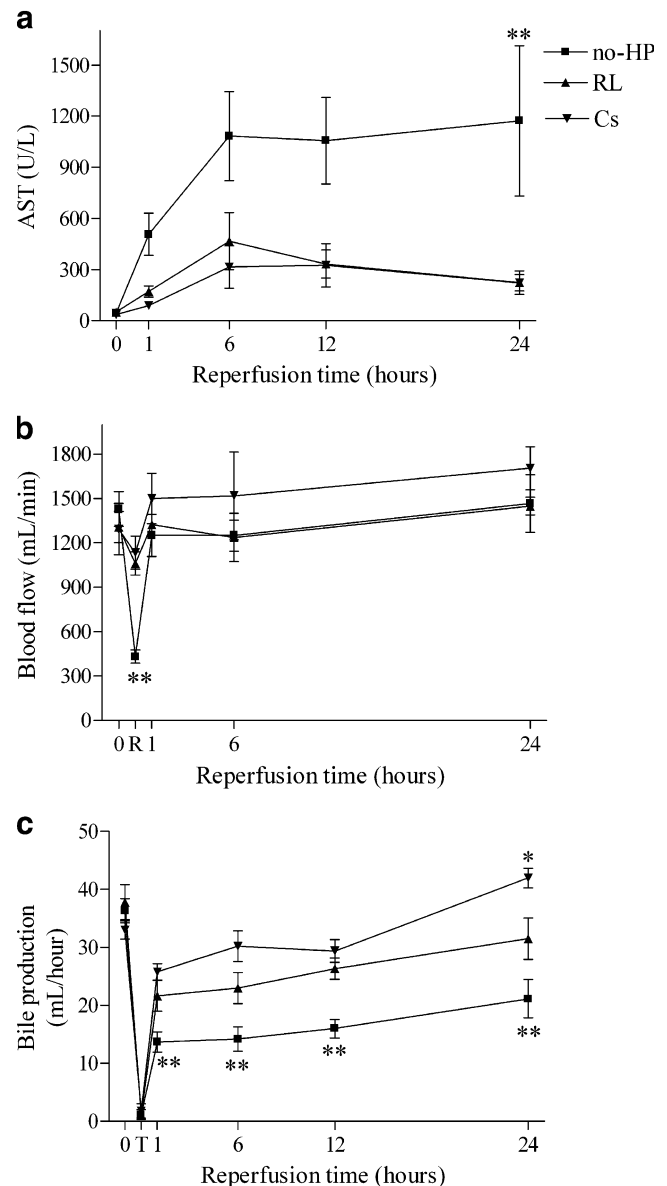 a
**
no-HP
RL
Cs
AST (U/L)
1500
1200
900
600
300
0
0 1 6 12 24
Reperfusion time (hours)
b
Blood flow (mL/min)
1800
1500
1200
900
600
300
0
**
0 R 1 6 24
Reperfusion time (hours)
c
Bile production
(mL/hour)
50
40
30
20
10
0
*
** ** ** **
0 T 1 6 12 24
Reperfusion time (hours)